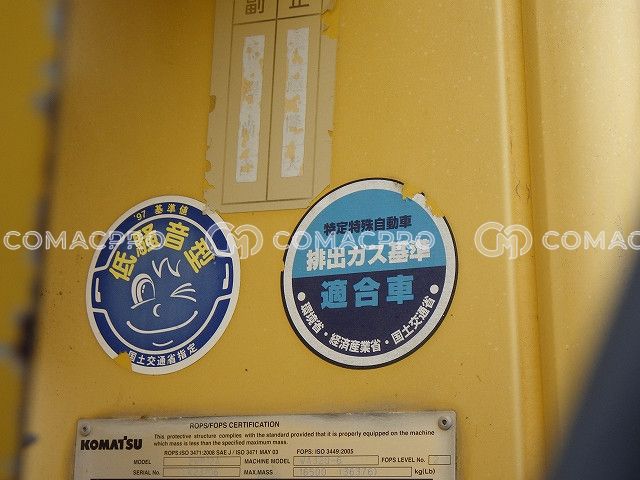 副 正
'97 基準値
低騒音型
国土交通省指定
特定特殊自動車
排出ガス基準
適合車
環境省・経済産業省・国土交通省
COMACPRO COMACPRO COMACPRO
KOMATSU
ROPS/FOPS CERTIFICATION
This protective structure complies with the standard provided that it is properly equipped on the machine
which mass is less than the specified maximum mass.
ROPS:ISO 3471:2008 SAE J / ISO 3471 MAY 03 FOPS: ISO 3449:2005
MODEL MACHINE MODEL FOPS LEVEL No.
SERIAL No. MAX.MASS 16500 (36376) kg(Lb)